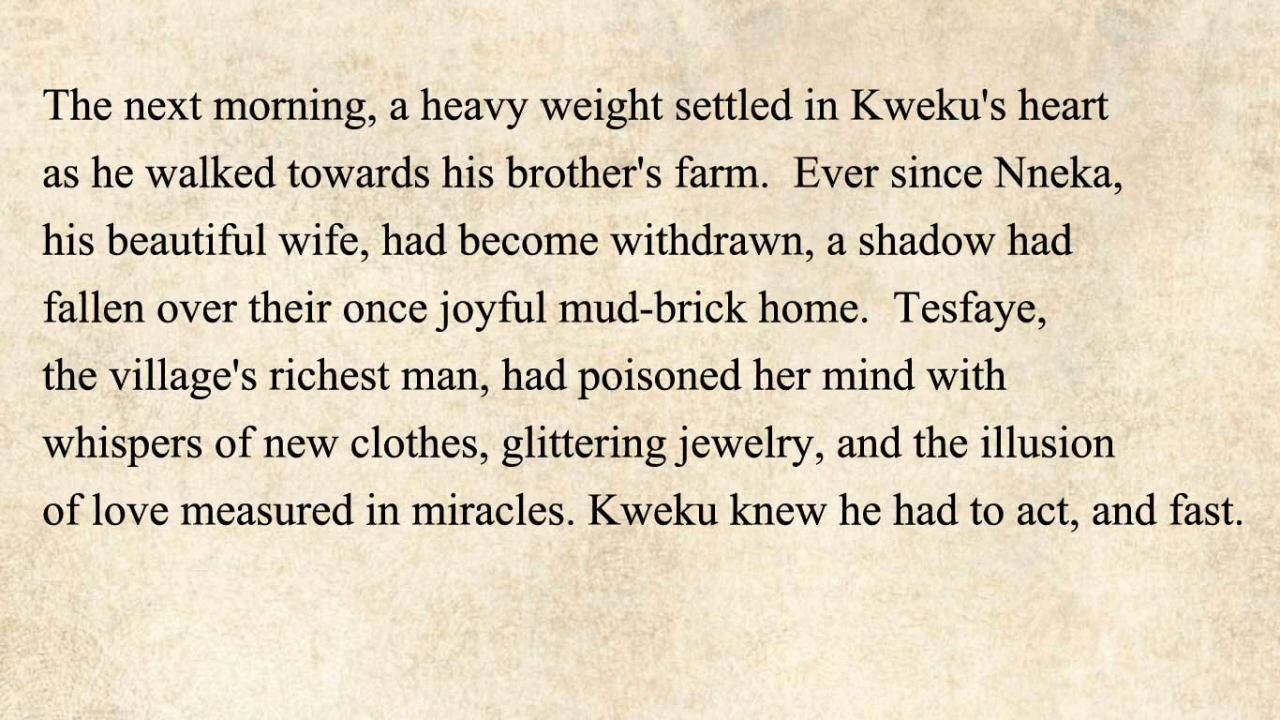 The next morning, a heavy weight settled in Kweku's heart
as he walked towards his brother's farm.  Ever since Nneka,
his beautiful wife, had become withdrawn, a shadow had
fallen over their once joyful mud-brick home.  Tesfaye,
the village's richest man, had poisoned her mind with
whispers of new clothes, glittering jewelry, and the illusion
of love measured in miracles. Kweku knew he had to act, and fast.